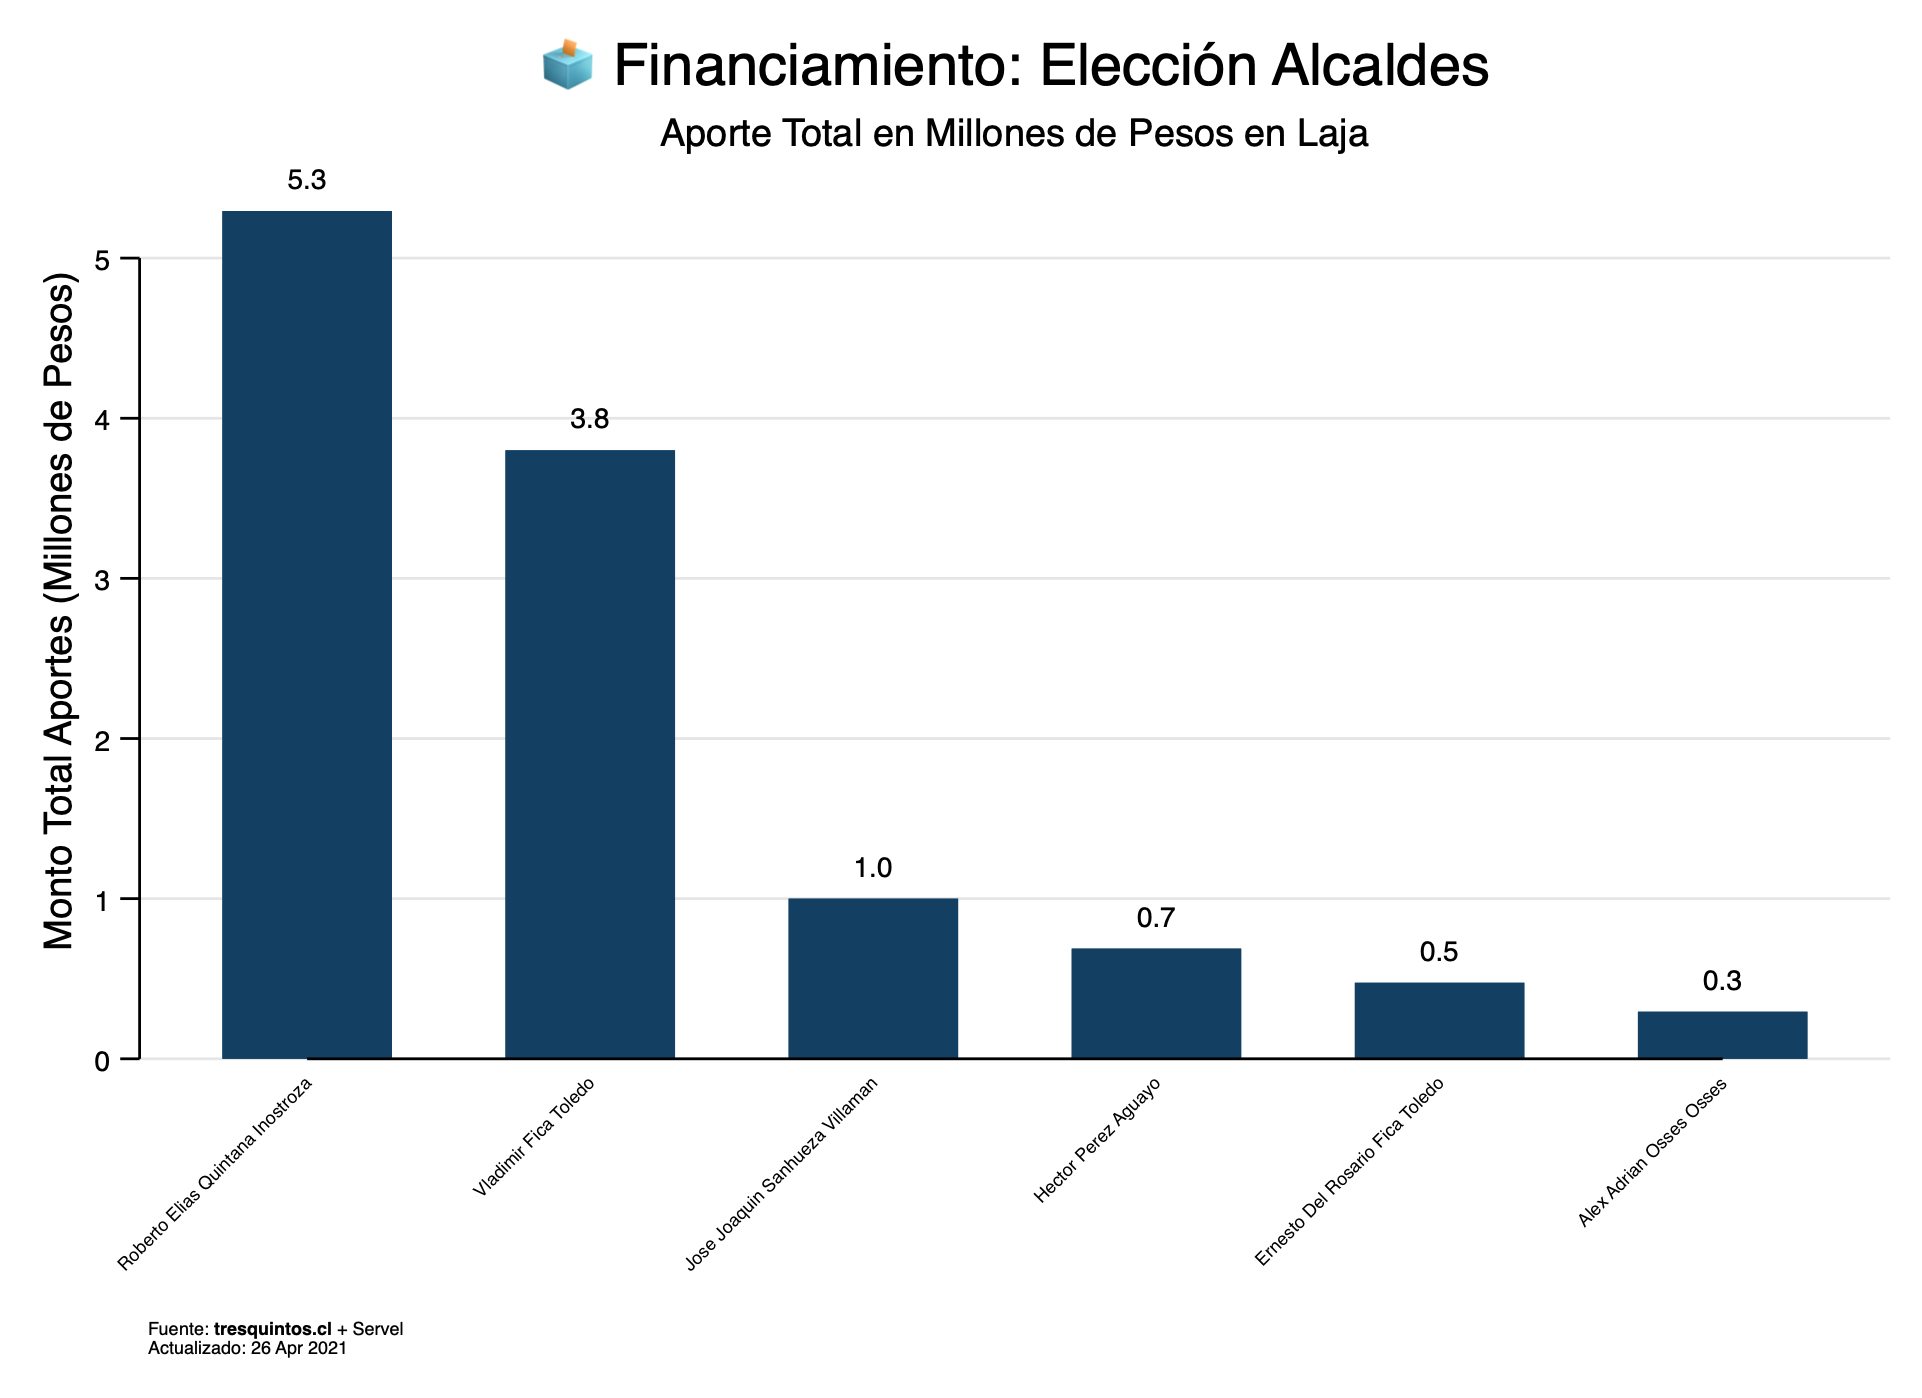 Financiamiento: Elección Alcaldes
Aporte Total en Millones de Pesos en Laja
Monto Total Aportes (Millones de Pesos)
5
4
3
2
1
0
5.3
3.8
1.0
0.7
0.5
0.3
Roberto Elias Quintana Inostroza
Vladimir Fica Toledo
Jose Joaquin Sanhueza Villaman
Hector Perez Aguayo
Ernesto Del Rosario Fica Toledo
Alex Adrian Osses Osses
Fuente: tresquintos.cl + Servel
Actualizado: 26 Apr 2021